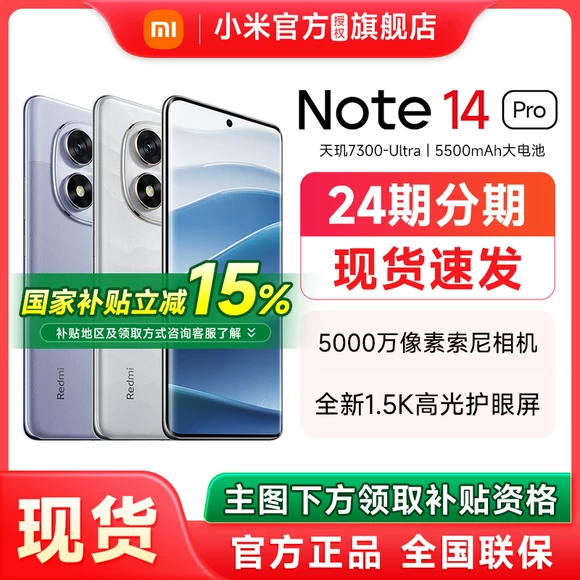 小米官方授权旗舰店
Note 14 Pro
天玑7300-Ultra | 5500mAh大电池
24期分期
现货速发
国家补贴立减15%
补贴地区及领取方式咨询客服了解
5000万像素索尼相机
全新1.5K高光护眼屏
Redmi
Redmi
主图下方领取补贴资格
现货
官方正品 全国联保